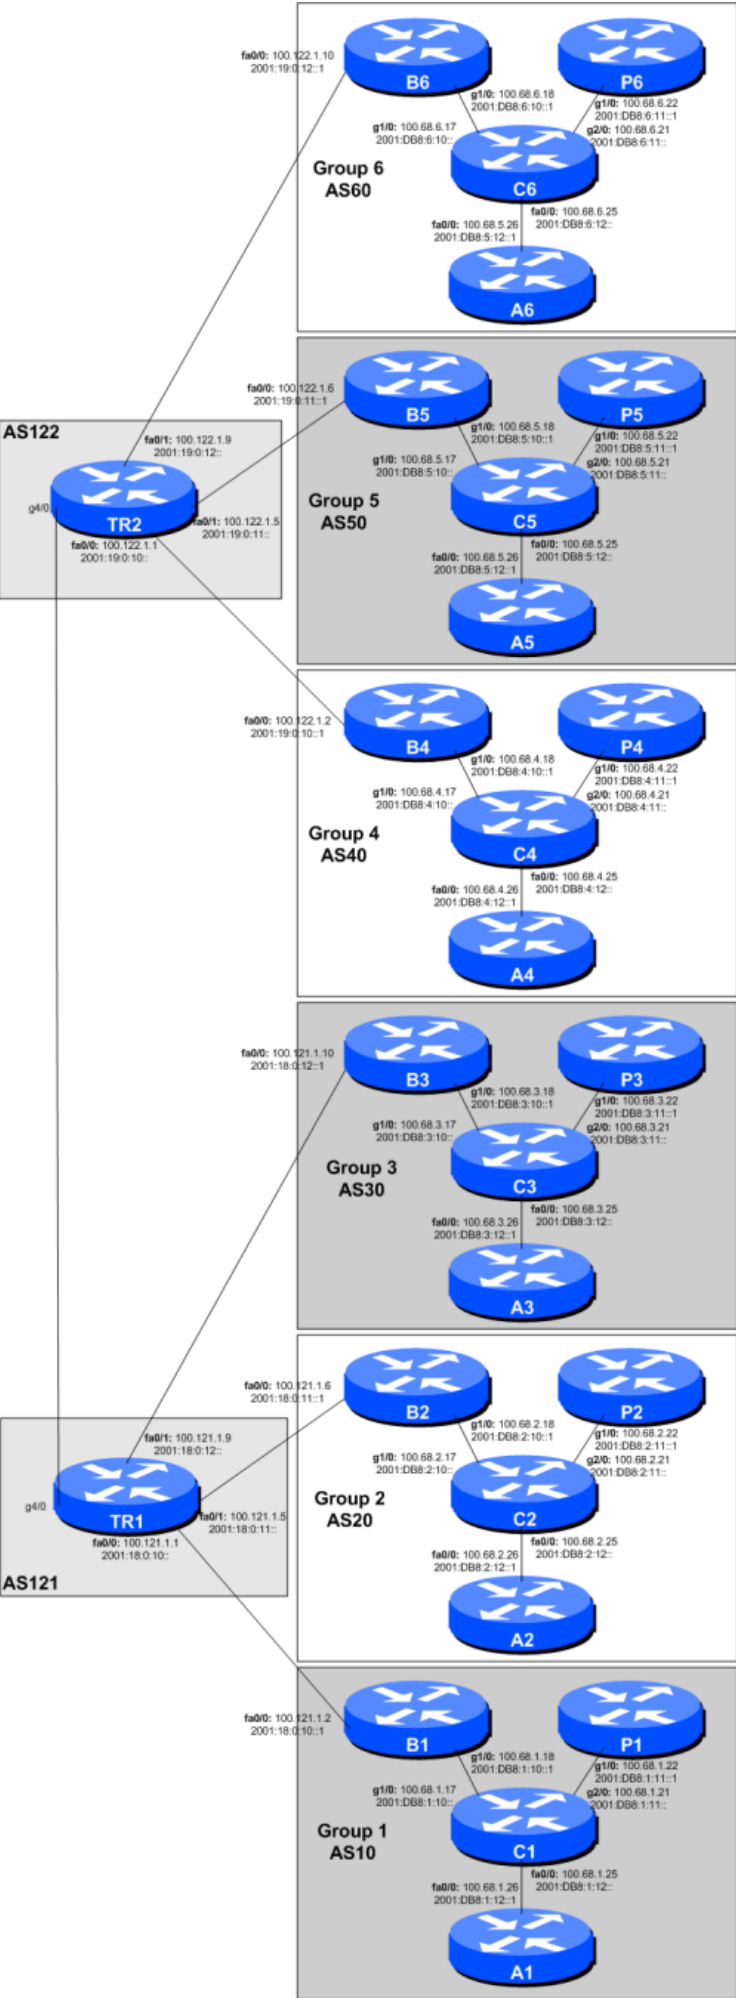 fa0/0: 100.122.1.10
2001:19:0:12::1
B6
P6
g1/0: 100.68.6.18
2001:DB8:6:10::1
g1/0: 100.68.6.22
2001:DB8:6:11::1
g1/0: 100.68.6.17
2001:DB8:6:10::
g2/0: 100.68.6.21
2001:DB8:6:11::
Group 6
AS60
C6
fa0/0: 100.68.6.25
2001:DB8:6:12::
fa0/0: 100.68.5.26
2001:DB8:5:12::1
A6
fa0/0: 100.122.1.6
2001:19:0:11::1
B5
P5
g1/0: 100.68.5.18
2001:DB8:5:10::1
g1/0: 100.68.5.22
2001:DB8:5:11::1
g1/0: 100.68.5.17
2001:DB8:5:10::
g2/0: 100.68.5.21
2001:DB8:5:11::
Group 5
AS50
C5
fa0/0: 100.68.5.25
2001:DB8:5:12::
fa0/0: 100.68.5.26
2001:DB8:5:12::1
A5
AS122
fa0/1: 100.122.1.9
2001:19:0:12::
g4/0
TR2
fa0/1: 100.122.1.5
2001:19:0:11::
fa0/0: 100.122.1.1
2001:19:0:10::
fa0/0: 100.122.1.2
2001:19:0:10::1
B4
P4
g1/0: 100.68.4.18
2001:DB8:4:10::1
g1/0: 100.68.4.22
2001:DB8:4:11::1
g1/0: 100.68.4.17
2001:DB8:4:10::
g2/0: 100.68.4.21
2001:DB8:4:11::
Group 4
AS40
C4
fa0/0: 100.68.4.25
2001:DB8:4:12::
fa0/0: 100.68.4.26
2001:DB8:4:12::1
A4
fa0/0: 100.121.1.10
2001:18:0:12::1
B3
P3
g1/0: 100.68.3.18
2001:DB8:3:10::1
g1/0: 100.68.3.22
2001:DB8:3:11::1
g1/0: 100.68.3.17
2001:DB8:3:10::
g2/0: 100.68.3.21
2001:DB8:3:11::
Group 3
AS30
C3
fa0/0: 100.68.3.25
2001:DB8:3:12::
fa0/0: 100.68.3.26
2001:DB8:3:12::1
A3
fa0/0: 100.121.1.6
2001:18:0:11::1
B2
P2
g1/0: 100.68.2.18
2001:DB8:2:10::1
g1/0: 100.68.2.22
2001:DB8:2:11::1
g1/0: 100.68.2.17
2001:DB8:2:10::
g2/0: 100.68.2.21
2001:DB8:2:11::
Group 2
AS20
C2
fa0/0: 100.68.2.25
2001:DB8:2:12::
fa0/0: 100.68.2.26
2001:DB8:2:12::1
A2
fa0/1: 100.121.1.9
2001:18:0:12::
g4/0
TR1
fa0/1: 100.121.1.5
2001:18:0:11::
fa0/0: 100.121.1.1
2001:18:0:10::
AS121
fa0/0: 100.121.1.2
2001:18:0:10::1
B1
P1
g1/0: 100.68.1.18
2001:DB8:1:10::1
g1/0: 100.68.1.22
2001:DB8:1:11::1
g1/0: 100.68.1.17
2001:DB8:1:10::
g2/0: 100.68.1.21
2001:DB8:1:11::
Group 1
AS10
C1
fa0/0: 100.68.1.25
2001:DB8:1:12::
fa0/0: 100.68.1.26
2001:DB8:1:12::1
A1